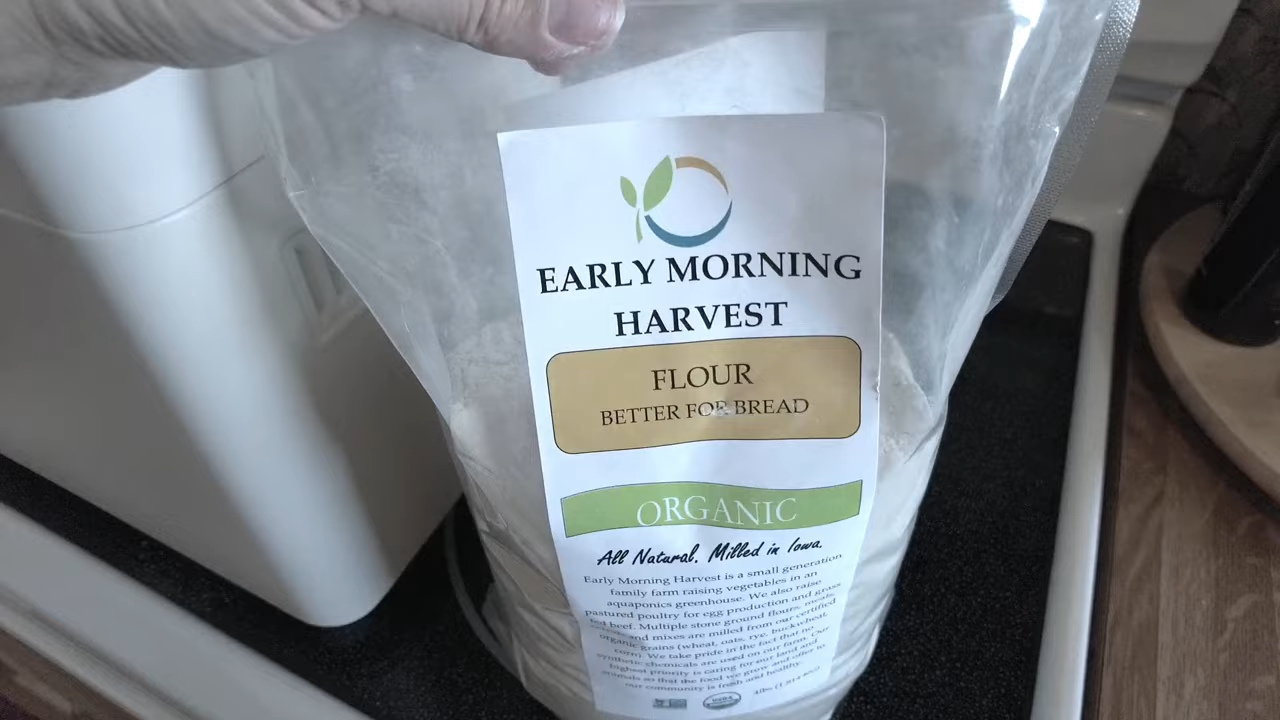 EARLY MORNING
HARVEST
FLOUR
BETTER FOR BREAD
ORGANIC
All Natural. Milled in Iowa.
Early Morning Harvest is a small generation
family farm raising vegetables in an
aquaponics greenhouse. We also raise
pastured poultry for egg production and grass
fed beef. Multiple stone ground flours, meals,
and mixes are milled from our certified
organic grains (wheat, oats, rye, buckwheat,
corn). We take pride in the fact that no
synthetic chemicals are used on our farm. Our
highest priority is caring for our land and
animals so that the food we grow and offer to
our community is fresh and healthy.
4lbs